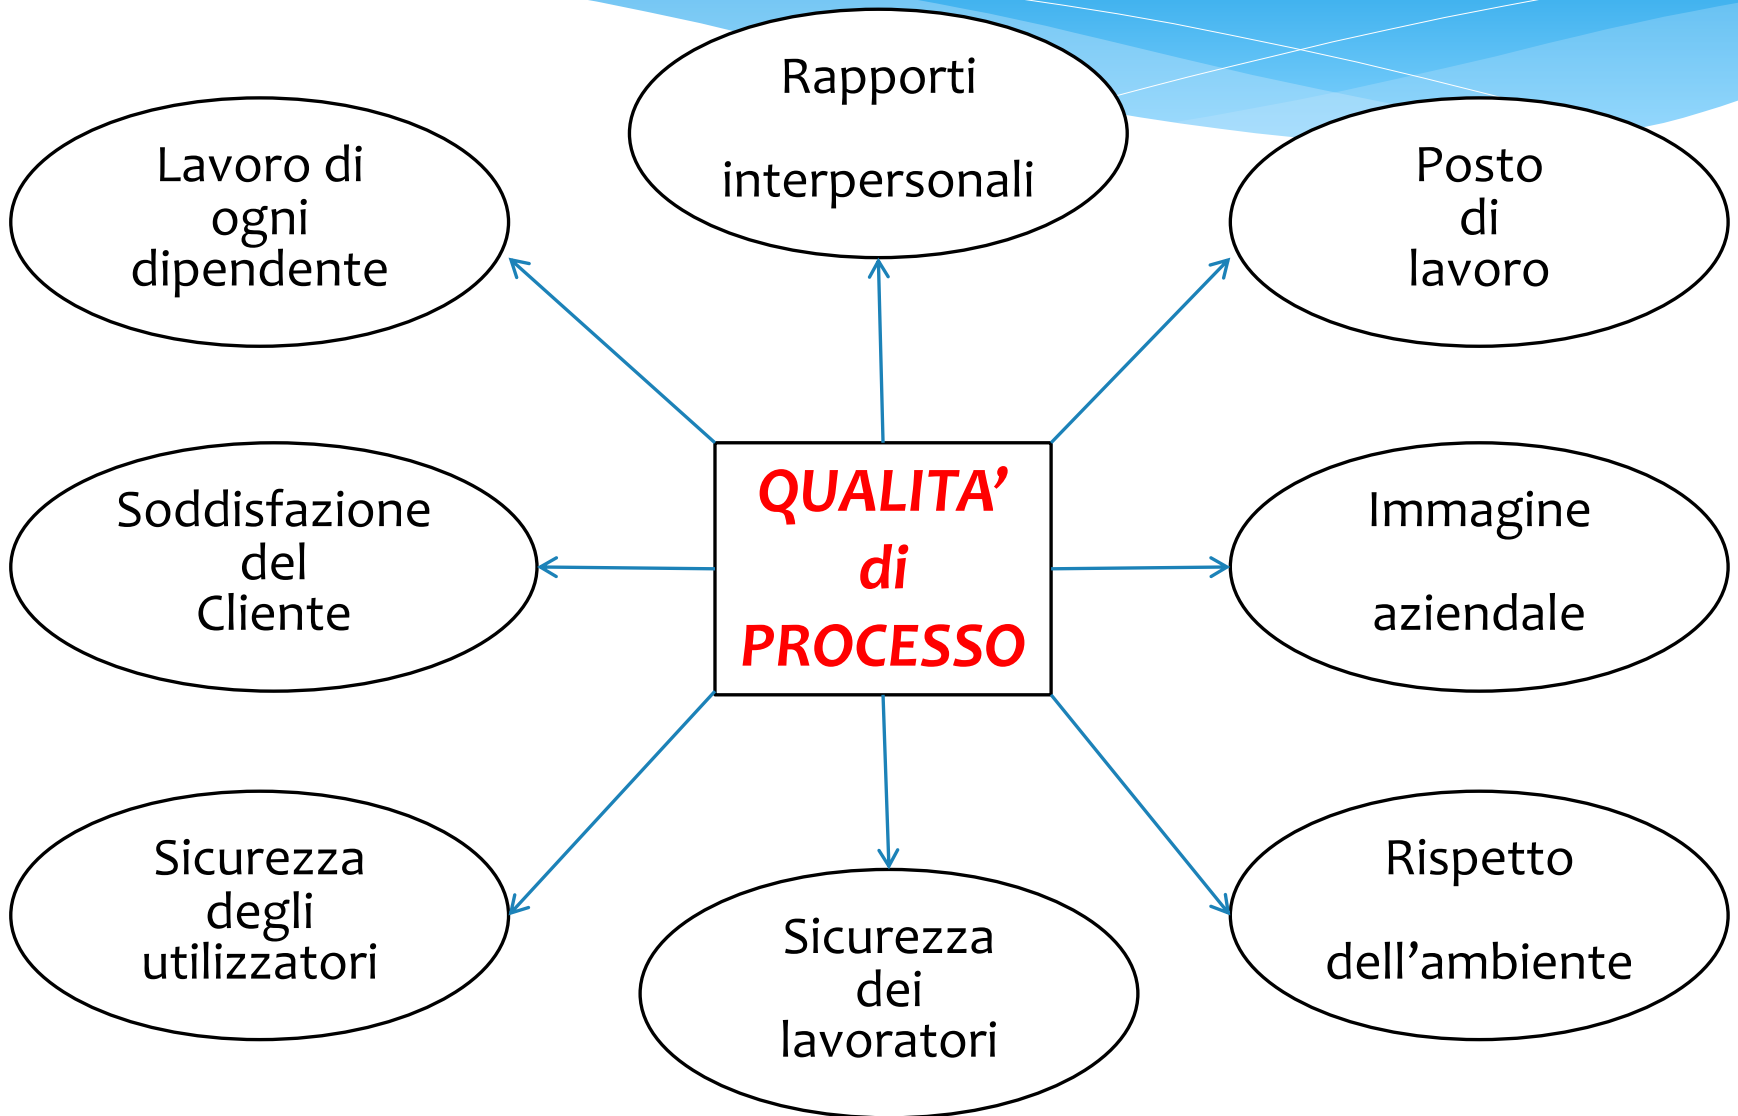 Rapporti
interpersonali
Lavoro di
ogni
dipendente
Posto
di
lavoro
Soddisfazione
del
Cliente
QUALITA’
di
PROCESSO
Immagine
aziendale
Sicurezza
degli
utilizzatori
Sicurezza
dei
lavoratori
Rispetto
dell’ambiente